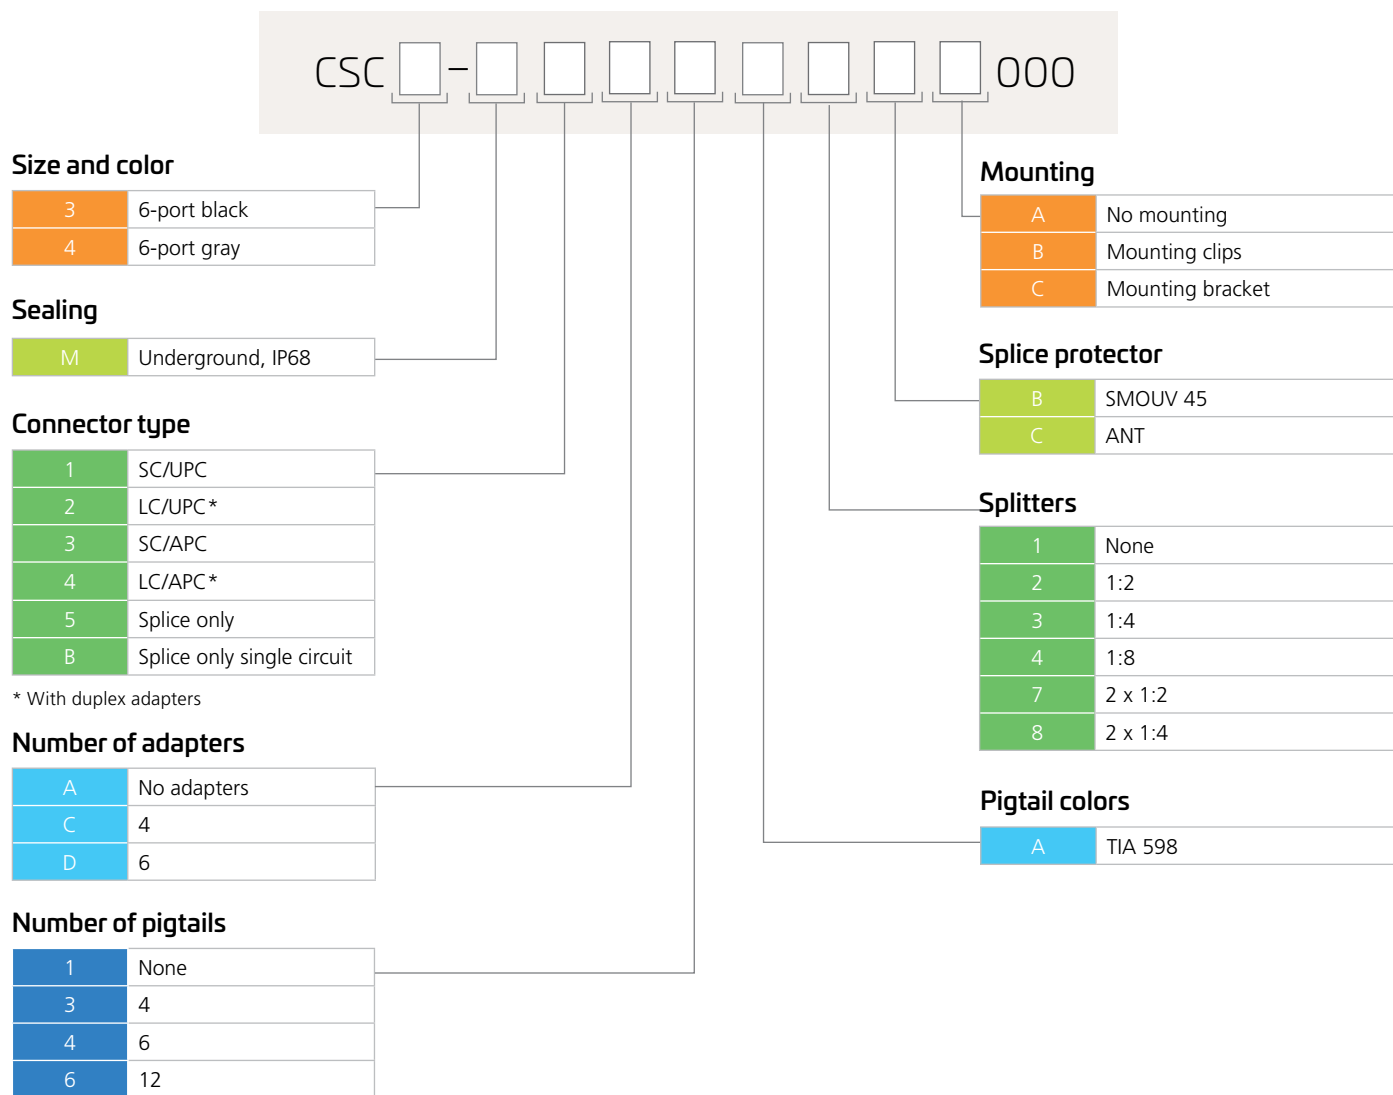 CSC – 000
Size and color
3 6-port black
4 6-port gray
Sealing
M Underground, IP68
Connector type
1 SC/UPC
2 LC/UPC*
3 SC/APC
4 LC/APC*
5 Splice only
B Splice only single circuit
* With duplex adapters
Number of adapters
A No adapters
C 4
D 6
Number of pigtails
1 None
3 4
4 6
6 12
Mounting
A No mounting
B Mounting clips
C Mounting bracket
Splice protector
B SMOUV 45
C ANT
Splitters
1 None
2 1:2
3 1:4
4 1:8
7 2 x 1:2
8 2 x 1:4
Pigtail colors
A TIA 598